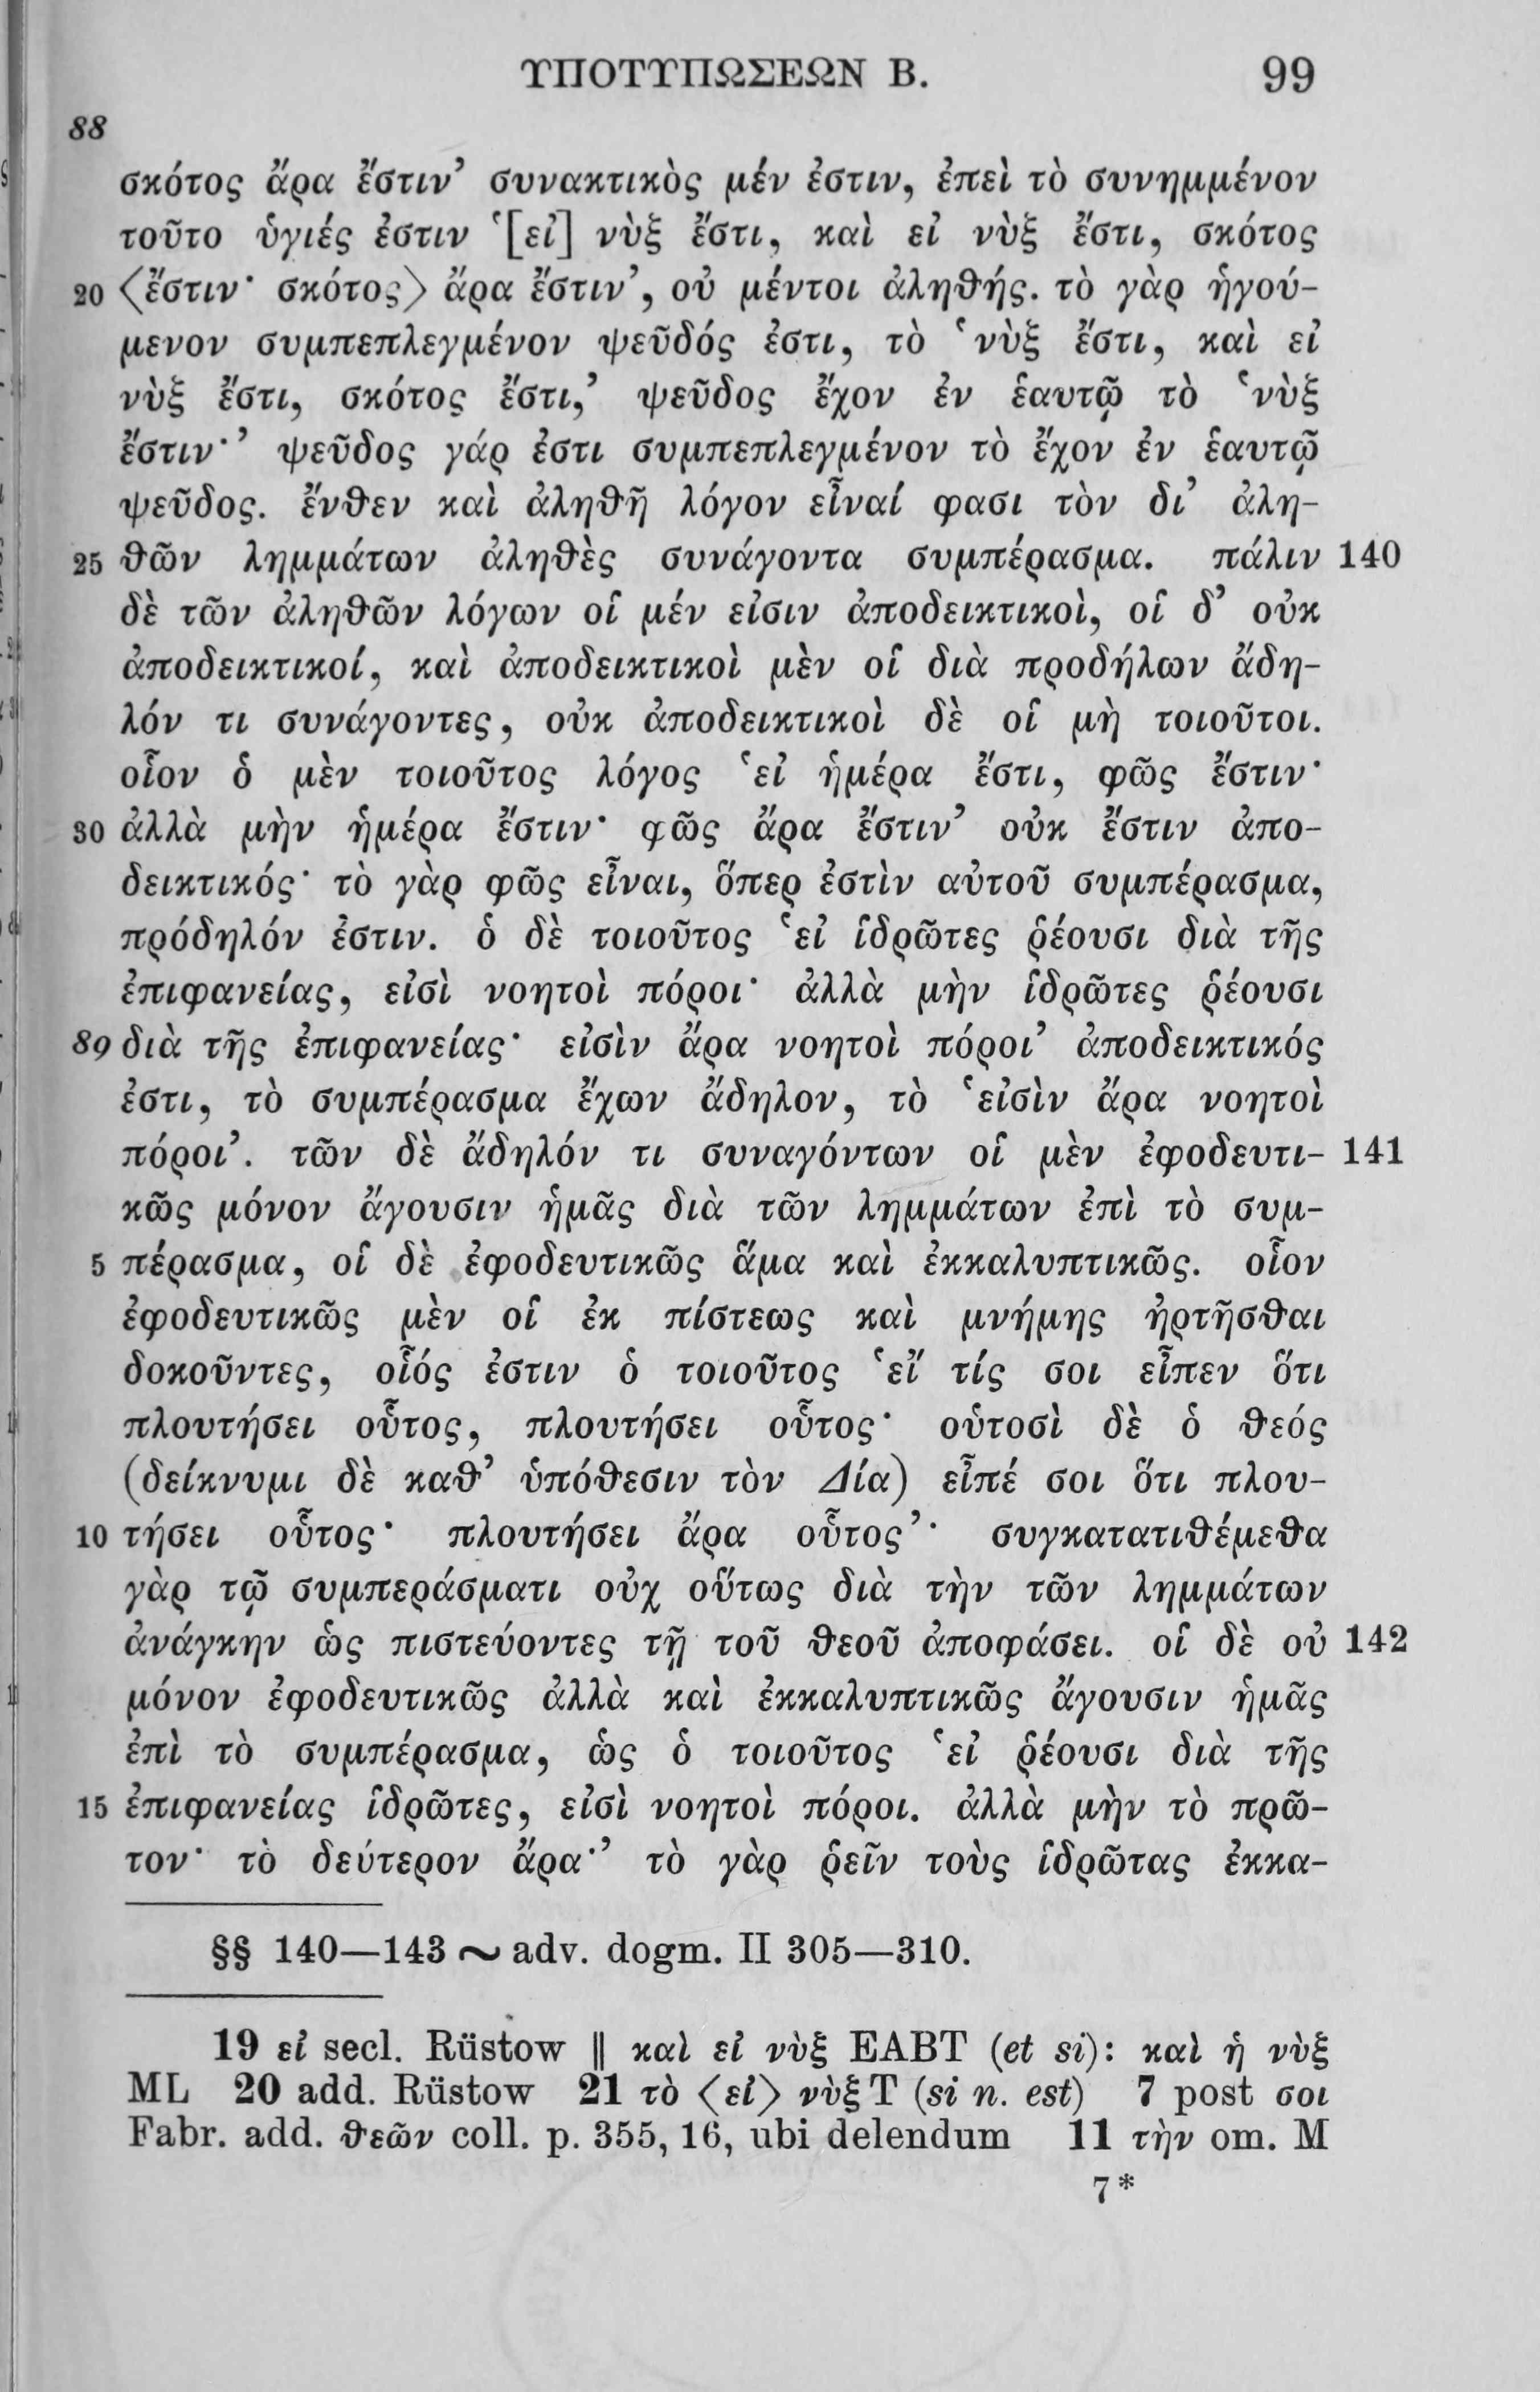 ΥΠΟΤΥΠΩΣΕΩΝ Β. 99
88
σκότος ἄρα ἔστιν’ συνακτικὸς μέν ἐστιν, ἐπεὶ τὸ συνημμένον
τοῦτο ὑγιές ἐστιν ‘[εἰ] νὺξ ἔστι, καὶ εἰ νὺξ ἔστι, σκότος
20 〈ἔστιν· σκότος〉 ἄρα ἔστιν’, οὐ μέντοι ἀληθής. τὸ γὰρ ἡγού-
μενον συμπεπλεγμένον ψεῦδός ἐστι, τὸ ‘νὺξ ἔστι, καὶ εἰ
νὺξ ἔστι, σκότος ἔστι,’ ψεῦδος ἔχον ἐν ἑαυτῷ τὸ ‘νὺξ
ἔστιν·’ ψεῦδος γάρ ἐστι συμπεπλεγμένον τὸ ἔχον ἐν ἑαυτῷ
ψεῦδος. ἔνθεν καὶ ἀληθῆ λόγον εἶναί φασι τὸν δι’ ἀλη-
25 θῶν λημμάτων ἀληθὲς συνάγοντα συμπέρασμα. πάλιν 140
δὲ τῶν ἀληθῶν λόγων οἱ μέν εἰσιν ἀποδεικτικοὶ, οἱ δ’ οὐκ
ἀποδεικτικοί, καὶ ἀποδεικτικοὶ μὲν οἱ διὰ προδήλων ἄδη-
λόν τι συνάγοντες, οὐκ ἀποδεικτικοὶ δὲ οἱ μὴ τοιοῦτοι.
οἷον ὁ μὲν τοιοῦτος λόγος ‘εἰ ἡμέρα ἔστι, φῶς ἔστιν·
30 ἀλλὰ μὴν ἡμέρα ἔστιν· φῶς ἄρα ἔστιν’ οὐκ ἔστιν ἀπο-
δεικτικός· τὸ γὰρ φῶς εἶναι, ὅπερ ἐστὶν αὐτοῦ συμπέρασμα,
πρόδηλόν ἐστιν. ὁ δὲ τοιοῦτος ‘εἰ ἱδρῶτες ῥέουσι διὰ τῆς
ἐπιφανείας, εἰσὶ νοητοὶ πόροι· ἀλλὰ μὴν ἱδρῶτες ῥέουσι
89 διὰ τῆς ἐπιφανείας· εἰσὶν ἄρα νοητοὶ πόροι’ ἀποδεικτικός
ἐστι, τὸ συμπέρασμα ἔχων ἄδηλον, τὸ ‘εἰσὶν ἄρα νοητοὶ
πόροι’. τῶν δὲ ἄδηλόν τι συναγόντων οἱ μὲν ἐφοδευτι- 141
κῶς μόνον ἄγουσιν ἡμᾶς διὰ τῶν λημμάτων ἐπὶ τὸ συμ-
5 πέρασμα, οἱ δὲ ἐφοδευτικῶς ἅμα καὶ ἐκκαλυπτικῶς. οἷον
ἐφοδευτικῶς μὲν οἱ ἐκ πίστεως καὶ μνήμης ἠρτῆσθαι
δοκοῦντες, οἷός ἐστιν ὁ τοιοῦτος ‘εἴ τίς σοι εἶπεν ὅτι
πλουτήσει οὗτος, πλουτήσει οὗτος· οὑτοσὶ δὲ ὁ θεός
(δείκνυμι δὲ καθ’ ὑπόθεσιν τὸν Δία) εἶπέ σοι ὅτι πλου-
10 τήσει οὗτος· πλουτήσει ἄρα οὗτος’· συγκατατιθέμεθα
γὰρ τῷ συμπεράσματι οὐχ οὕτως διὰ τὴν τῶν λημμάτων
ἀνάγκην ὡς πιστεύοντες τῇ τοῦ θεοῦ ἀποφάσει. οἱ δὲ οὐ 142
μόνον ἐφοδευτικῶς ἀλλὰ καὶ ἐκκαλυπτικῶς ἄγουσιν ἡμᾶς
ἐπὶ τὸ συμπέρασμα, ὡς ὁ τοιοῦτος ‘εἰ ῥέουσι διὰ τῆς
15 ἐπιφανείας ἱδρῶτες, εἰσὶ νοητοὶ πόροι. ἀλλὰ μὴν τὸ πρῶ-
τον· τὸ δεύτερον ἄρα·’ τὸ γὰρ ῥεῖν τοὺς ἱδρῶτας ἐκκα-
§§ 140—143 ~ adv. dogm. II 305—310.
19 εἰ secl. Rüstow || καὶ εἰ νὺξ EABT (et si): καὶ ἡ νὺξ
ML 20 add. Rüstow 21 τὸ 〈εἰ〉 νὺξ T (si n. est) 7 post σοι
Fabr. add. θεῶν coll. p. 355, 16, ubi delendum 11 τὴν om. M
7*